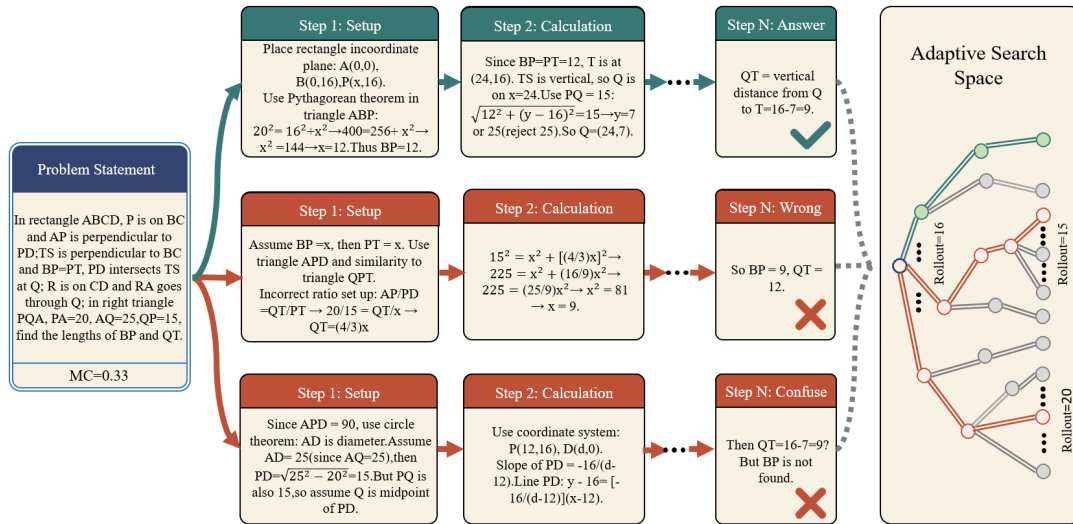 Problem Statement
In rectangle ABCD, P is on BC
and AP is perpendicular to
PD;TS is perpendicular to BC
and BP=PT, PD intersects TS
at Q; R is on CD and RA goes
through Q; in right triangle
PQA, PA=20, AQ=25,QP=15,
find the lengths of BP and QT.
MC=0.33
Step 1: Setup
Place rectangle incoordinate
plane: A(0,0),
B(0,16),P(x,16).
Use Pythagorean theorem in
triangle ABP:
20²= 16²+x²→400=256+ x²→
x² =144→x=12.Thus BP=12.
Step 2: Calculation
Since BP=PT=12, T is at
(24,16). TS is vertical, so Q is
on x=24.Use PQ = 15:
√(12² + (y − 16)²)=15→y=7
or 25(reject 25).So Q=(24,7).
Step N: Answer
QT = vertical
distance from Q
to T=16-7=9.
Step 1: Setup
Assume BP =x, then PT = x. Use
triangle APD and similarity to
triangle QPT.
Incorrect ratio set up: AP/PD
=QT/PT → 20/15 = QT/x →
QT=(4/3)x
Step 2: Calculation
15² = x² + [(4/3)x]²→
225 = x² + (16/9)x²→
225 = (25/9)x²→ x² = 81
→ x = 9.
Step N: Wrong
So BP = 9, QT =
12.
Step 1: Setup
Since APD = 90, use circle
theorem: AD is diameter.Assume
AD= 25(since AQ=25),then
PD=√(25² − 20²)=15.But PQ is
also 15,so assume Q is midpoint
of PD.
Step 2: Calculation
Use coordinate system:
P(12,16), D(d,0).
Slope of PD = -16/(d-
12).Line PD: y - 16= [-
16/(d-12)](x-12).
Step N: Confuse
Then QT=16-7=9?
But BP is not
found.
Adaptive Search
Space
Rollout=16
Rollout=15
Rollout=20